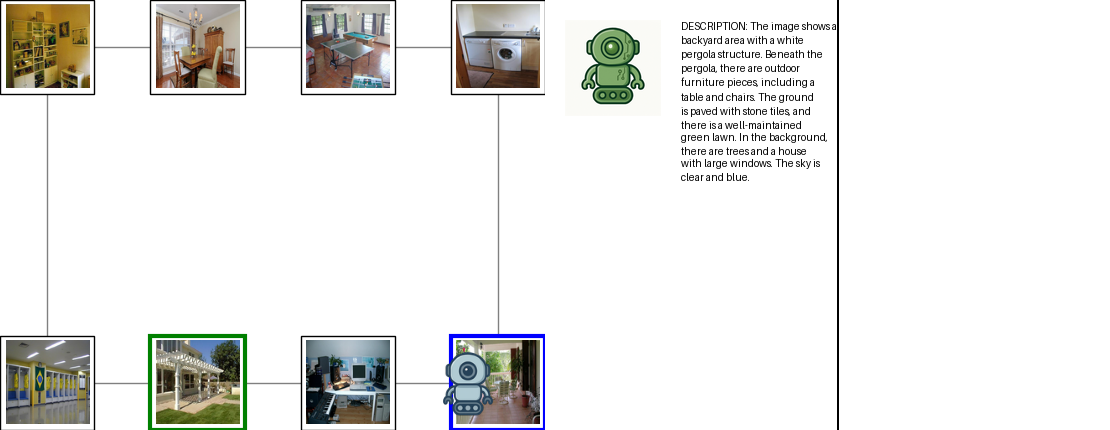 DESCRIPTION: The image shows a
backyard area with a white
pergola structure. Beneath the
pergola, there are outdoor
furniture pieces, including a
table and chairs. The ground
is paved with stone tiles, and
there is a well-maintained
green lawn. In the background,
there are trees and a house
with large windows. The sky is
clear and blue.